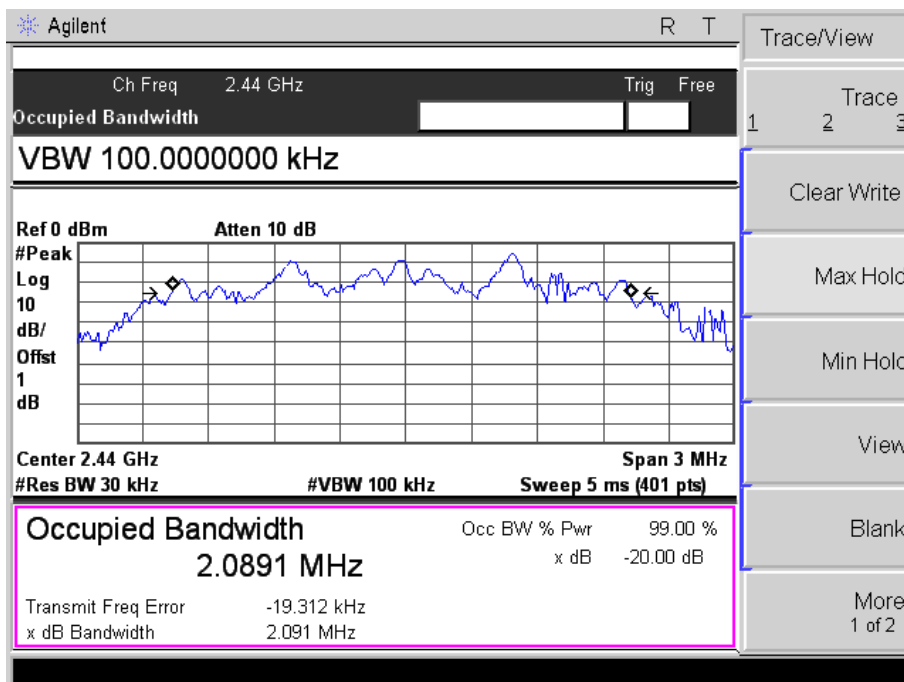 Agilent R T
Trace/View
Ch Freq 2.44 GHz Trig Free
Occupied Bandwidth
Trace
1 2 3
VBW 100.0000000 kHz
Clear Write
Ref 0 dBm Atten 10 dB
#Peak
Log
10
dB/
Offst
1
dB
Max Hold
Min Hold
Center 2.44 GHz Span 3 MHz
#Res BW 30 kHz #VBW 100 kHz Sweep 5 ms (401 pts)
View
Occupied Bandwidth Occ BW % Pwr 99.00 %
2.0891 MHz x dB -20.00 dB
Blank
Transmit Freq Error -19.312 kHz
x dB Bandwidth 2.091 MHz
More
1 of 2